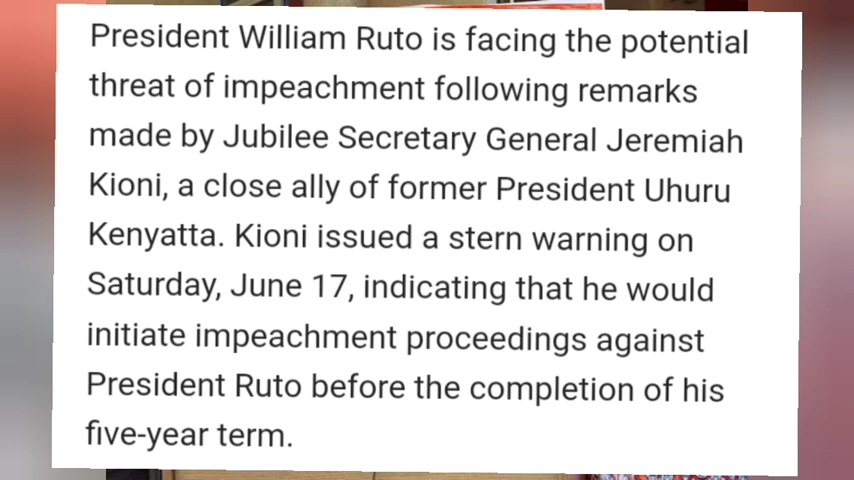 President William Ruto is facing the potential
threat of impeachment following remarks
made by Jubilee Secretary General Jeremiah
Kioni, a close ally of former President Uhuru
Kenyatta. Kioni issued a stern warning on
Saturday, June 17, indicating that he would
initiate impeachment proceedings against
President Ruto before the completion of his
five-year term.